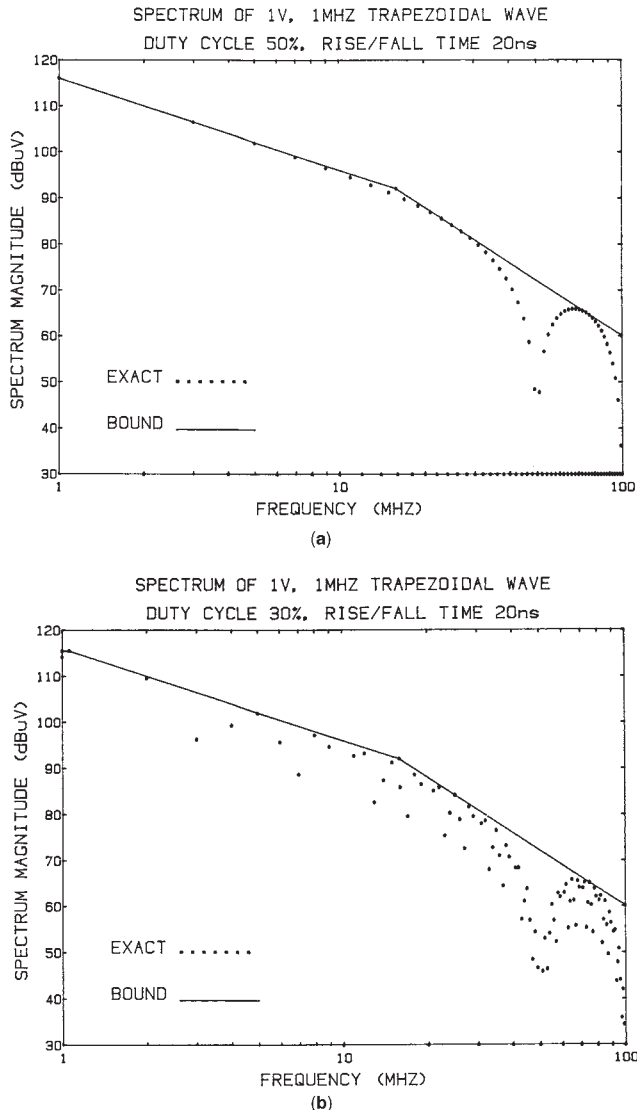 SPECTRUM OF 1V, 1MHZ TRAPEZOIDAL WAVE
DUTY CYCLE 50%, RISE/FALL TIME 20ns
SPECTRUM MAGNITUDE (dBuV)
120
110
100
90
80
70
60
50
40
30
EXACT
BOUND
1
10
100
FREQUENCY (MHZ)
(a)
SPECTRUM OF 1V, 1MHZ TRAPEZOIDAL WAVE
DUTY CYCLE 30%, RISE/FALL TIME 20ns
SPECTRUM MAGNITUDE (dBuV)
120
110
100
90
80
70
60
50
40
30
EXACT
BOUND
1
10
100
FREQUENCY (MHZ)
(b)